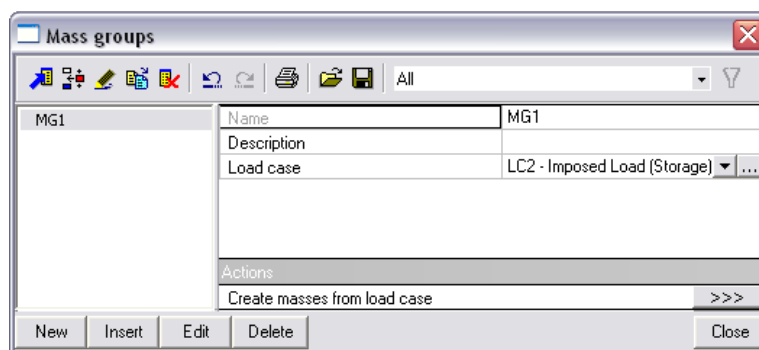 Mass groups
All
MG1
Name MG1
Description
Load case LC2 - Imposed Load (Storage) ...
Actions
Create masses from load case >>>
New Insert Edit Delete Close